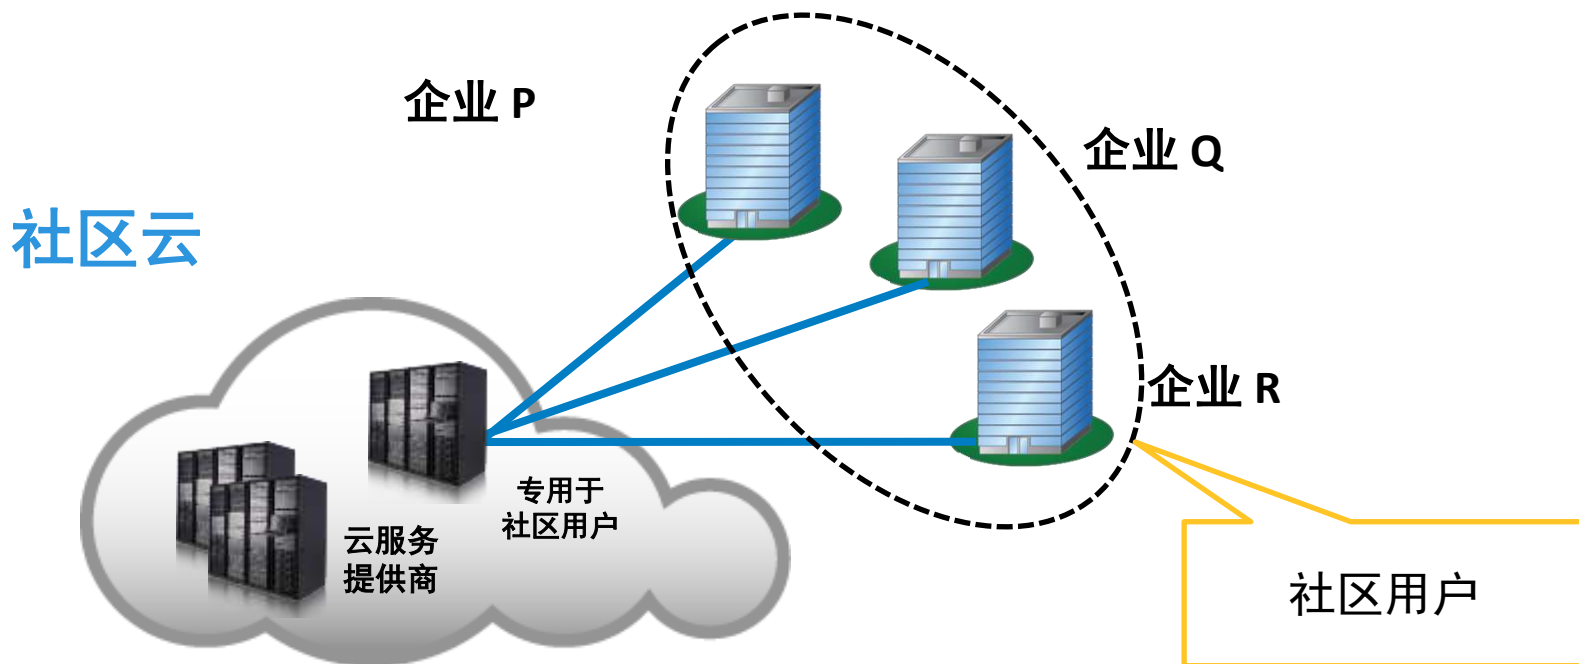 企业 P
企业 Q
社区云
企业 R
专用于
社区用户
云服务
提供商
社区用户